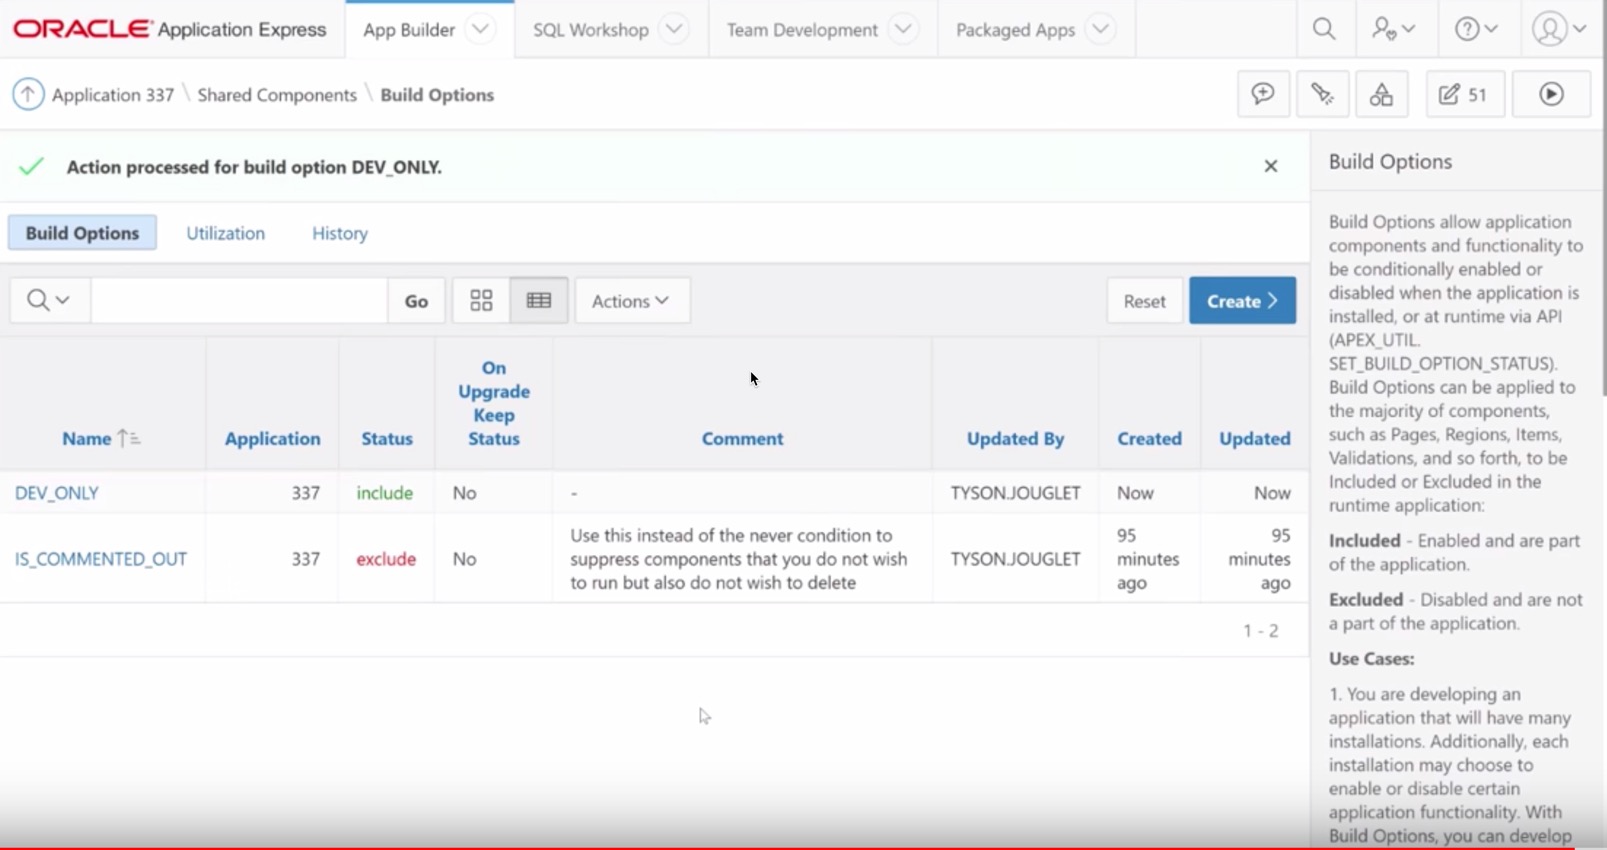 ORACLE Application Express
App Builder
SQL Workshop
Team Development
Packaged Apps
Application 337 \ Shared Components \ Build Options
51
Action processed for build option DEV_ONLY.
Build Options
Utilization
History
Go
Actions
Reset
Create
Name
Application
Status
On
Upgrade
Keep
Status
Comment
Updated By
Created
Updated
DEV_ONLY
337
include
No
-
TYSON.JOUGLET
Now
Now
IS_COMMENTED_OUT
337
exclude
No
Use this instead of the never condition to
suppress components that you do not wish
to run but also do not wish to delete
TYSON.JOUGLET
95
minutes
ago
95
minutes
ago
1 - 2
Build Options
Build Options allow application
components and functionality to
be conditionally enabled or
disabled when the application is
installed, or at runtime via API
(APEX_UTIL.
SET_BUILD_OPTION_STATUS).
Build Options can be applied to
the majority of components,
such as Pages, Regions, Items,
Validations, and so forth, to be
Included or Excluded in the
runtime application:
Included - Enabled and are part
of the application.
Excluded - Disabled and are not
a part of the application.
Use Cases:
1. You are developing an
application that will have many
installations. Additionally, each
installation may choose to
enable or disable certain
application functionality. With
Build Options, you can develop